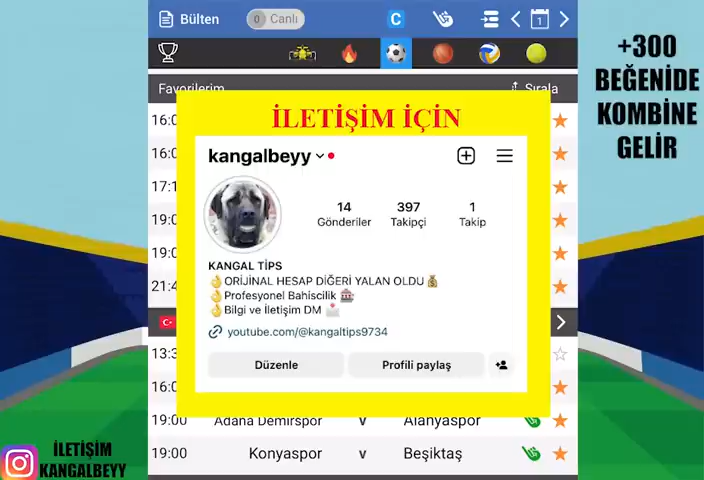 Bülten
0 Canlı
C
1
Favorilerim
Sırala
+300
BEĞENİDE
KOMBİNE
GELİR
İLETİŞİM İÇİN
kangalbeyy
14
397
1
Gönderiler
Takipçi
Takip
KANGAL TİPS
👌ORİJİNAL HESAP DİĞERİ YALAN OLDU💰
👌Profesyonel Bahiscilik🎰
👌Bilgi ve İletişim DM📩
youtube.com/@kangaltips9734
Düzenle
Profili paylaş
16:0
16:0
17:1
19:0
19:0
21:4
13:3
16:0
19:00 Adana Demirspor v Alanyaspor
19:00 Konyaspor v Beşiktaş
İLETİŞİM
KANGALBEYY